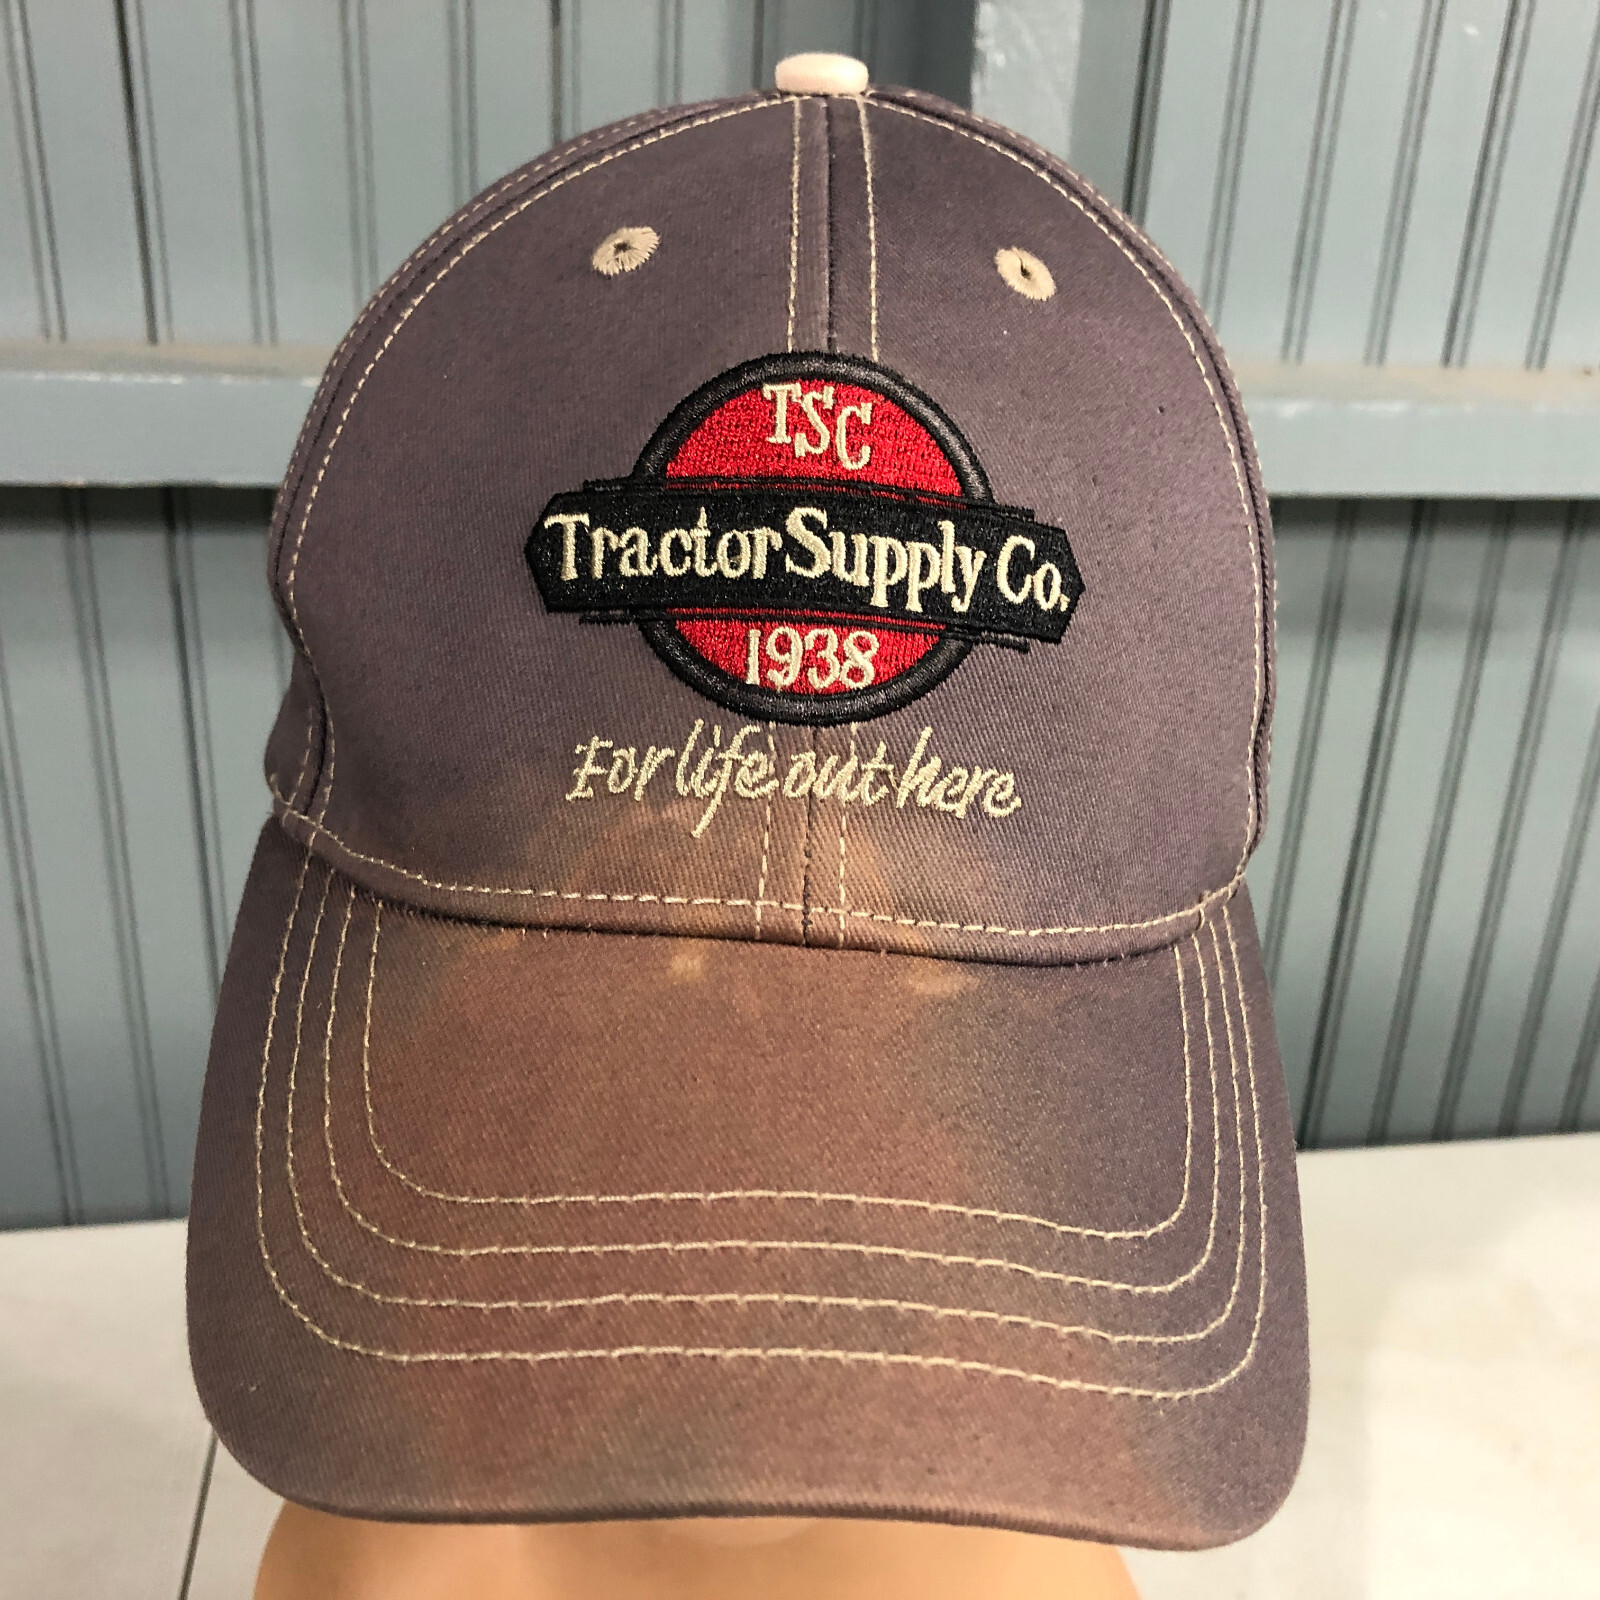 TSC
Tractor Supply Co.
1938
For life out here